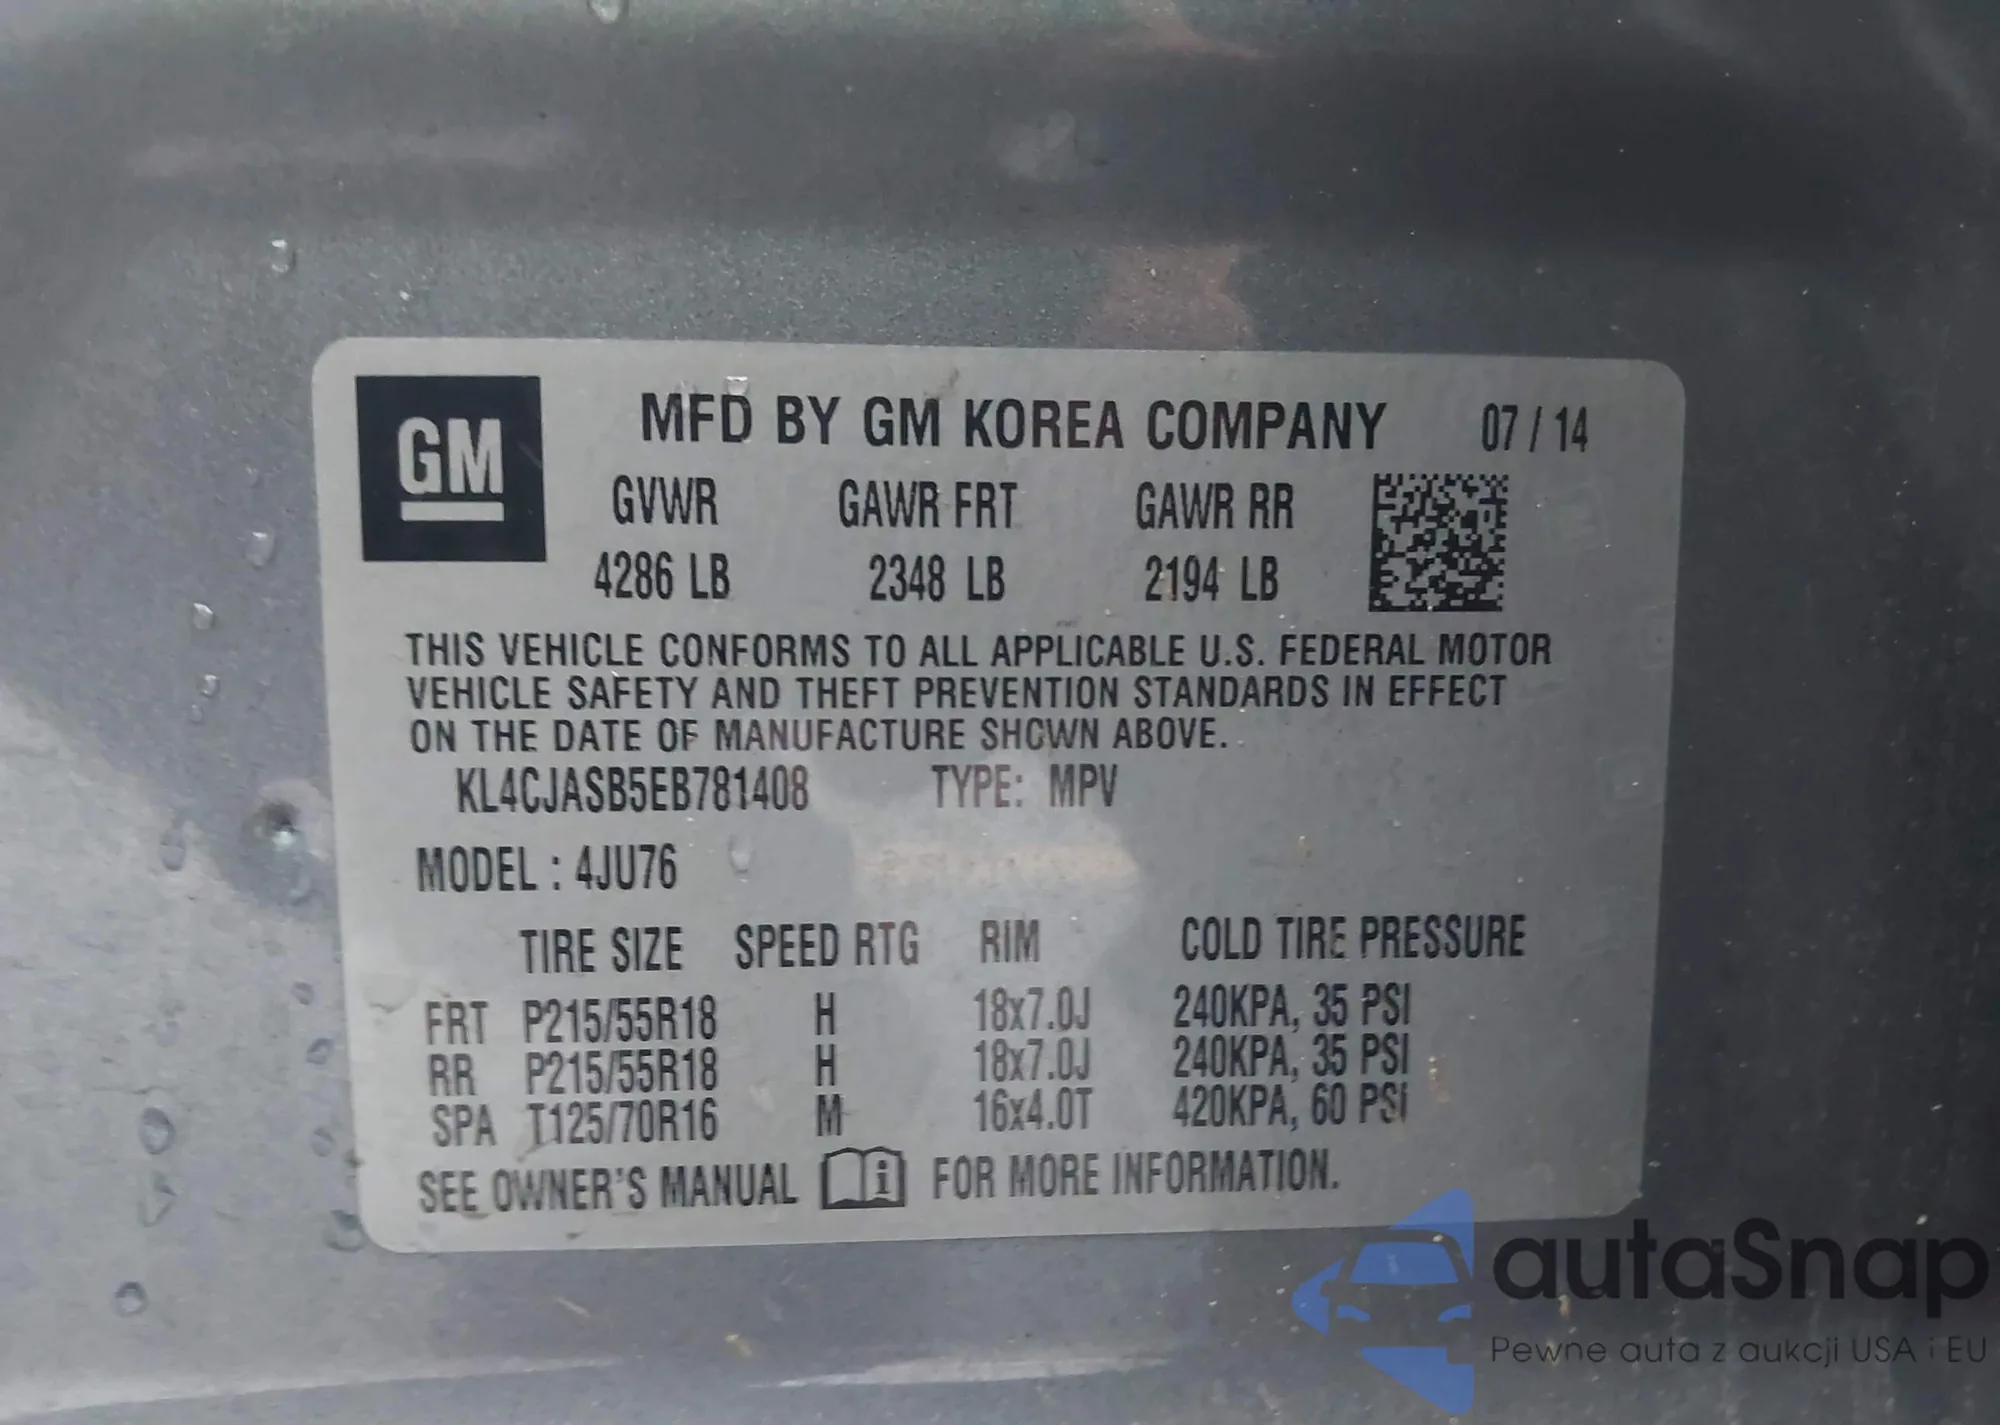 GM
MFD BY GM KOREA COMPANY 07 / 14
GVWR GAWR FRT GAWR RR
4286 LB 2348 LB 2194 LB
THIS VEHICLE CONFORMS TO ALL APPLICABLE U.S. FEDERAL MOTOR
VEHICLE SAFETY AND THEFT PREVENTION STANDARDS IN EFFECT
ON THE DATE OF MANUFACTURE SHOWN ABOVE.
KL4CJASB5EB781408 TYPE: MPV
MODEL : 4JU76
TIRE SIZE SPEED RTG RIM COLD TIRE PRESSURE
FRT P215/55R18 H 18x7.0J 240KPA, 35 PSI
RR P215/55R18 H 18x7.0J 240KPA, 35 PSI
SPA T125/70R16 M 16x4.0T 420KPA, 60 PSI
SEE OWNER'S MANUAL i FOR MORE INFORMATION.
autaSnap
Pewne auta z aukcji USA i EU